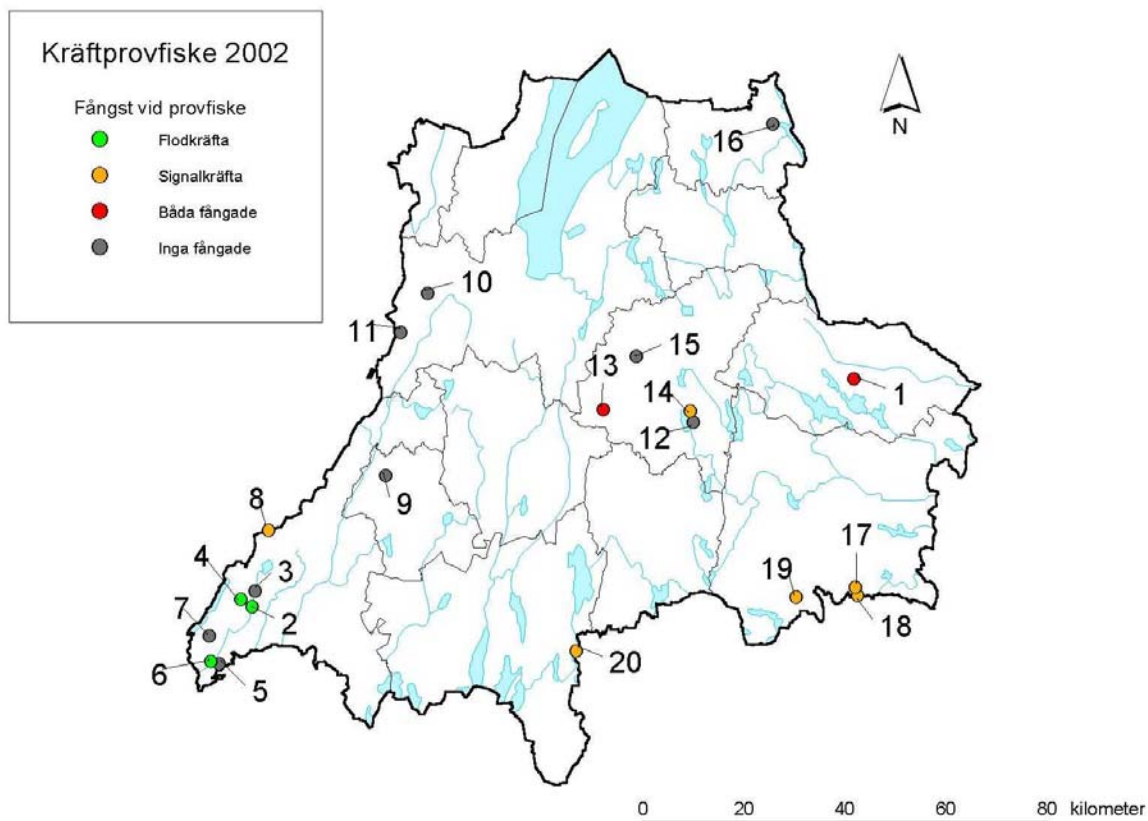 Kräftprovfiske 2002
Fångst vid provfiske
Flodkräfta
Signalkräfta
Båda fångade
Inga fångade
N
16
10
11
15
13
14
12
1
9
8
4
3
7
2
6
5
17
19
18
20
0 20 40 60 80 kilometer